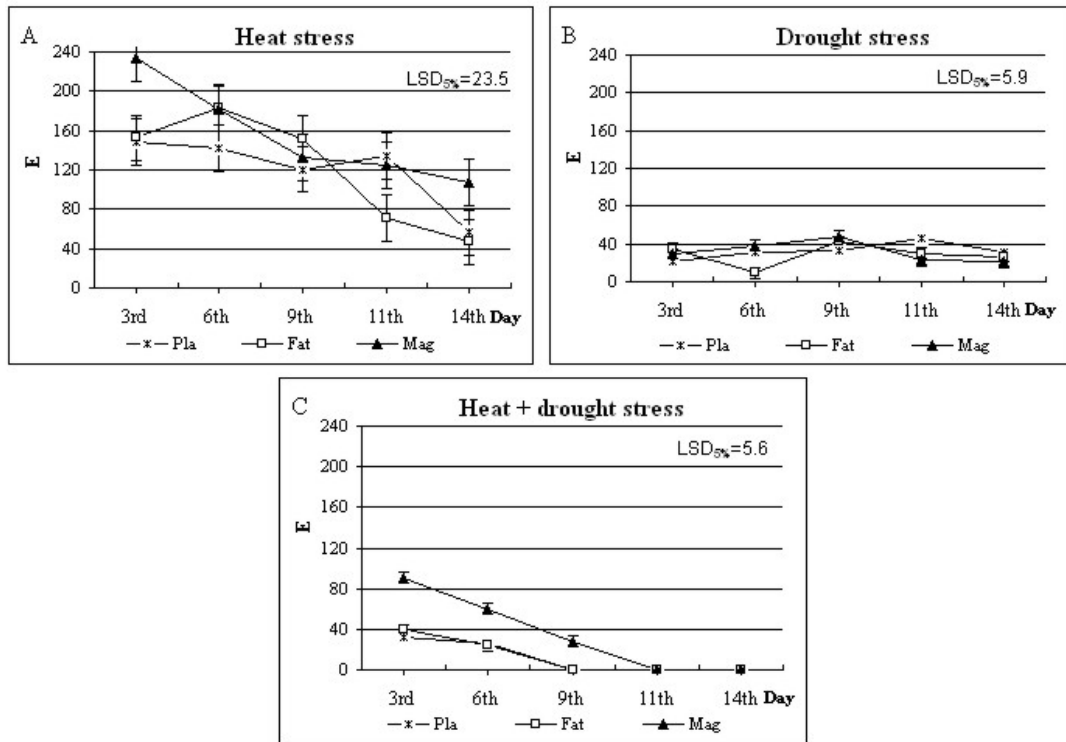 A
Heat stress
LSD5%=23.5
E
240
200
160
120
80
40
0
3rd 6th 9th 11th 14th Day
Pla Fat Mag
B
Drought stress
LSD5%=5.9
E
240
200
160
120
80
40
0
3rd 6th 9th 11th 14th Day
Pla Fat Mag
C
Heat + drought stress
LSD5%=5.6
E
240
200
160
120
80
40
0
3rd 6th 9th 11th 14th Day
Pla Fat Mag